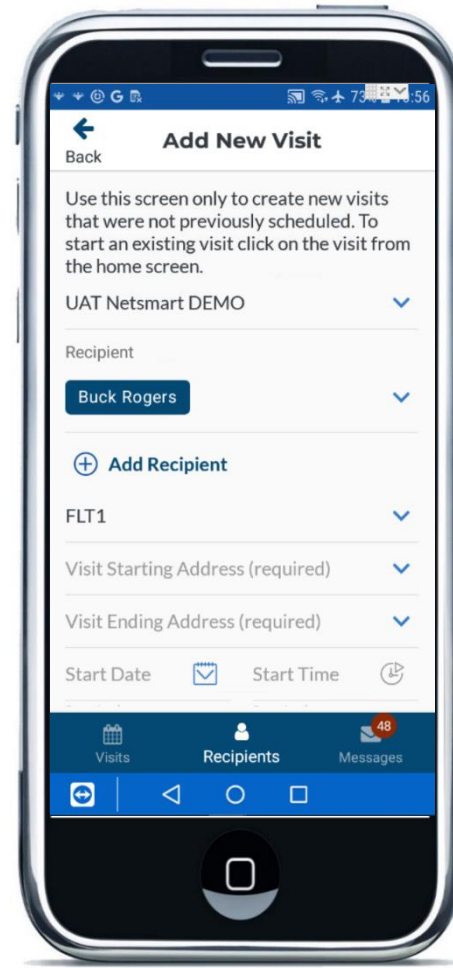 G 73% :56
Back
Add New Visit
Use this screen only to create new visits
that were not previously scheduled. To
start an existing visit click on the visit from
the home screen.
UAT Netsmart DEMO
Recipient
Buck Rogers
Add Recipient
FLT1
Visit Starting Address (required)
Visit Ending Address (required)
Start Date Start Time
48
Visits Recipients Messages